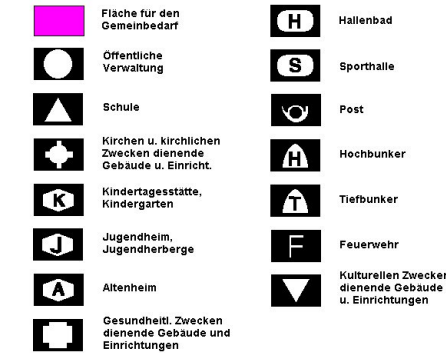 Fläche für den
Gemeinbedarf
Öffentliche
Verwaltung
Schule
Kirchen u. kirchlichen
Zwecken dienende
Gebäude u. Einricht.
K
Kindertagesstätte,
Kindergarten
J
Jugendheim,
Jugendherberge
A
Altenheim
Gesundheitl. Zwecken
dienende Gebäude und
Einrichtungen
H
Hallenbad
S
Sporthalle
Post
H
Hochbunker
T
Tiefbunker
F
Feuerwehr
Kulturellen Zwecken
dienende Gebäude
u. Einrichtungen